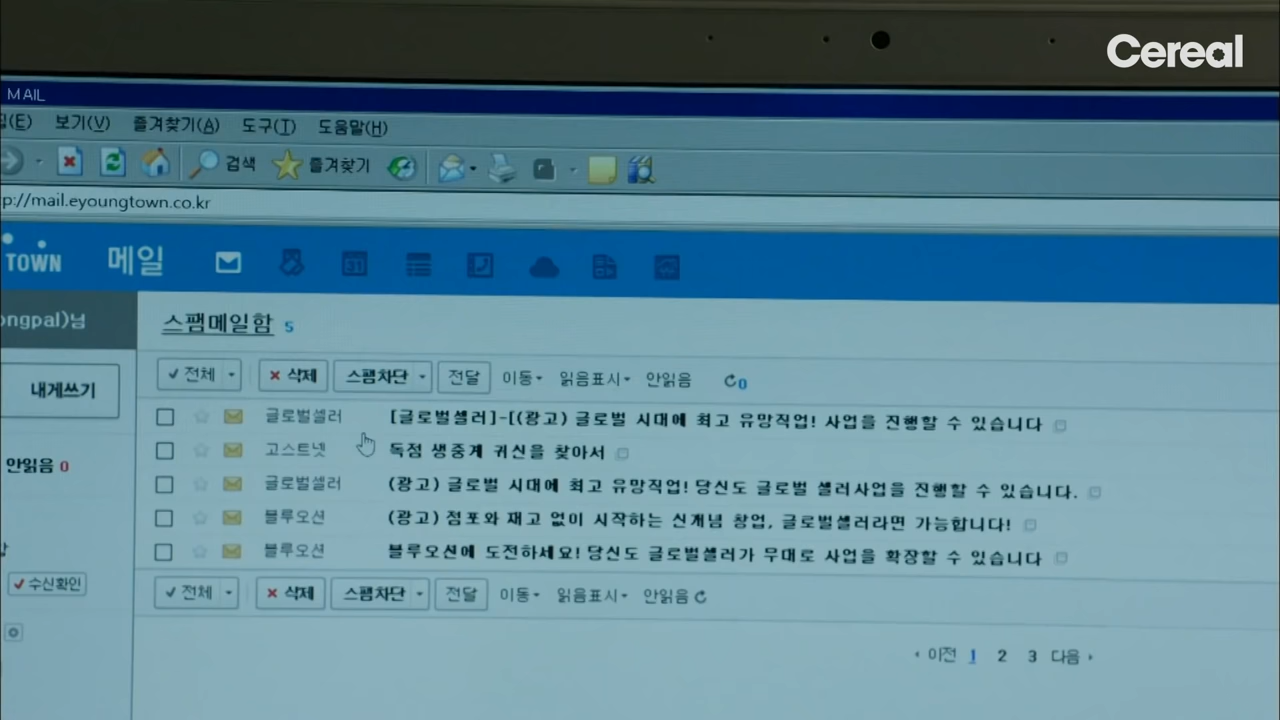 Cereal
MAIL
집(E) 보기(V) 즐겨찾기(A) 도구(T) 도움말(H)
검색 즐겨찾기
p://mail.eyoungtown.co.kr
TOWN 메일 31
ongpal)님
스팸메일함 5
내게쓰기
전체 삭제 스팸차단 전달 이동 읽음표시 안읽음 0
글로벌셀러 [글로벌셀러]-[(광고) 글로벌 시대에 최고 유망직업! 사업을 진행할 수 있습니다
고스트넷 독점 생중계 귀신을 찾아서
안읽음 0
글로벌셀러 (광고) 글로벌 시대에 최고 유망직업! 당신도 글로벌 셀러사업을 진행할 수 있습니다.
블루오션 (광고) 점포와 재고 없이 시작하는 신개념 창업, 글로벌셀러라면 가능합니다!
블루오션 블루오션에 도전하세요! 당신도 글로벌셀러가 무대로 사업을 확장할 수 있습니다
수신확인
전체 삭제 스팸차단 전달 이동 읽음표시 안읽음
이전 1 2 3 다음